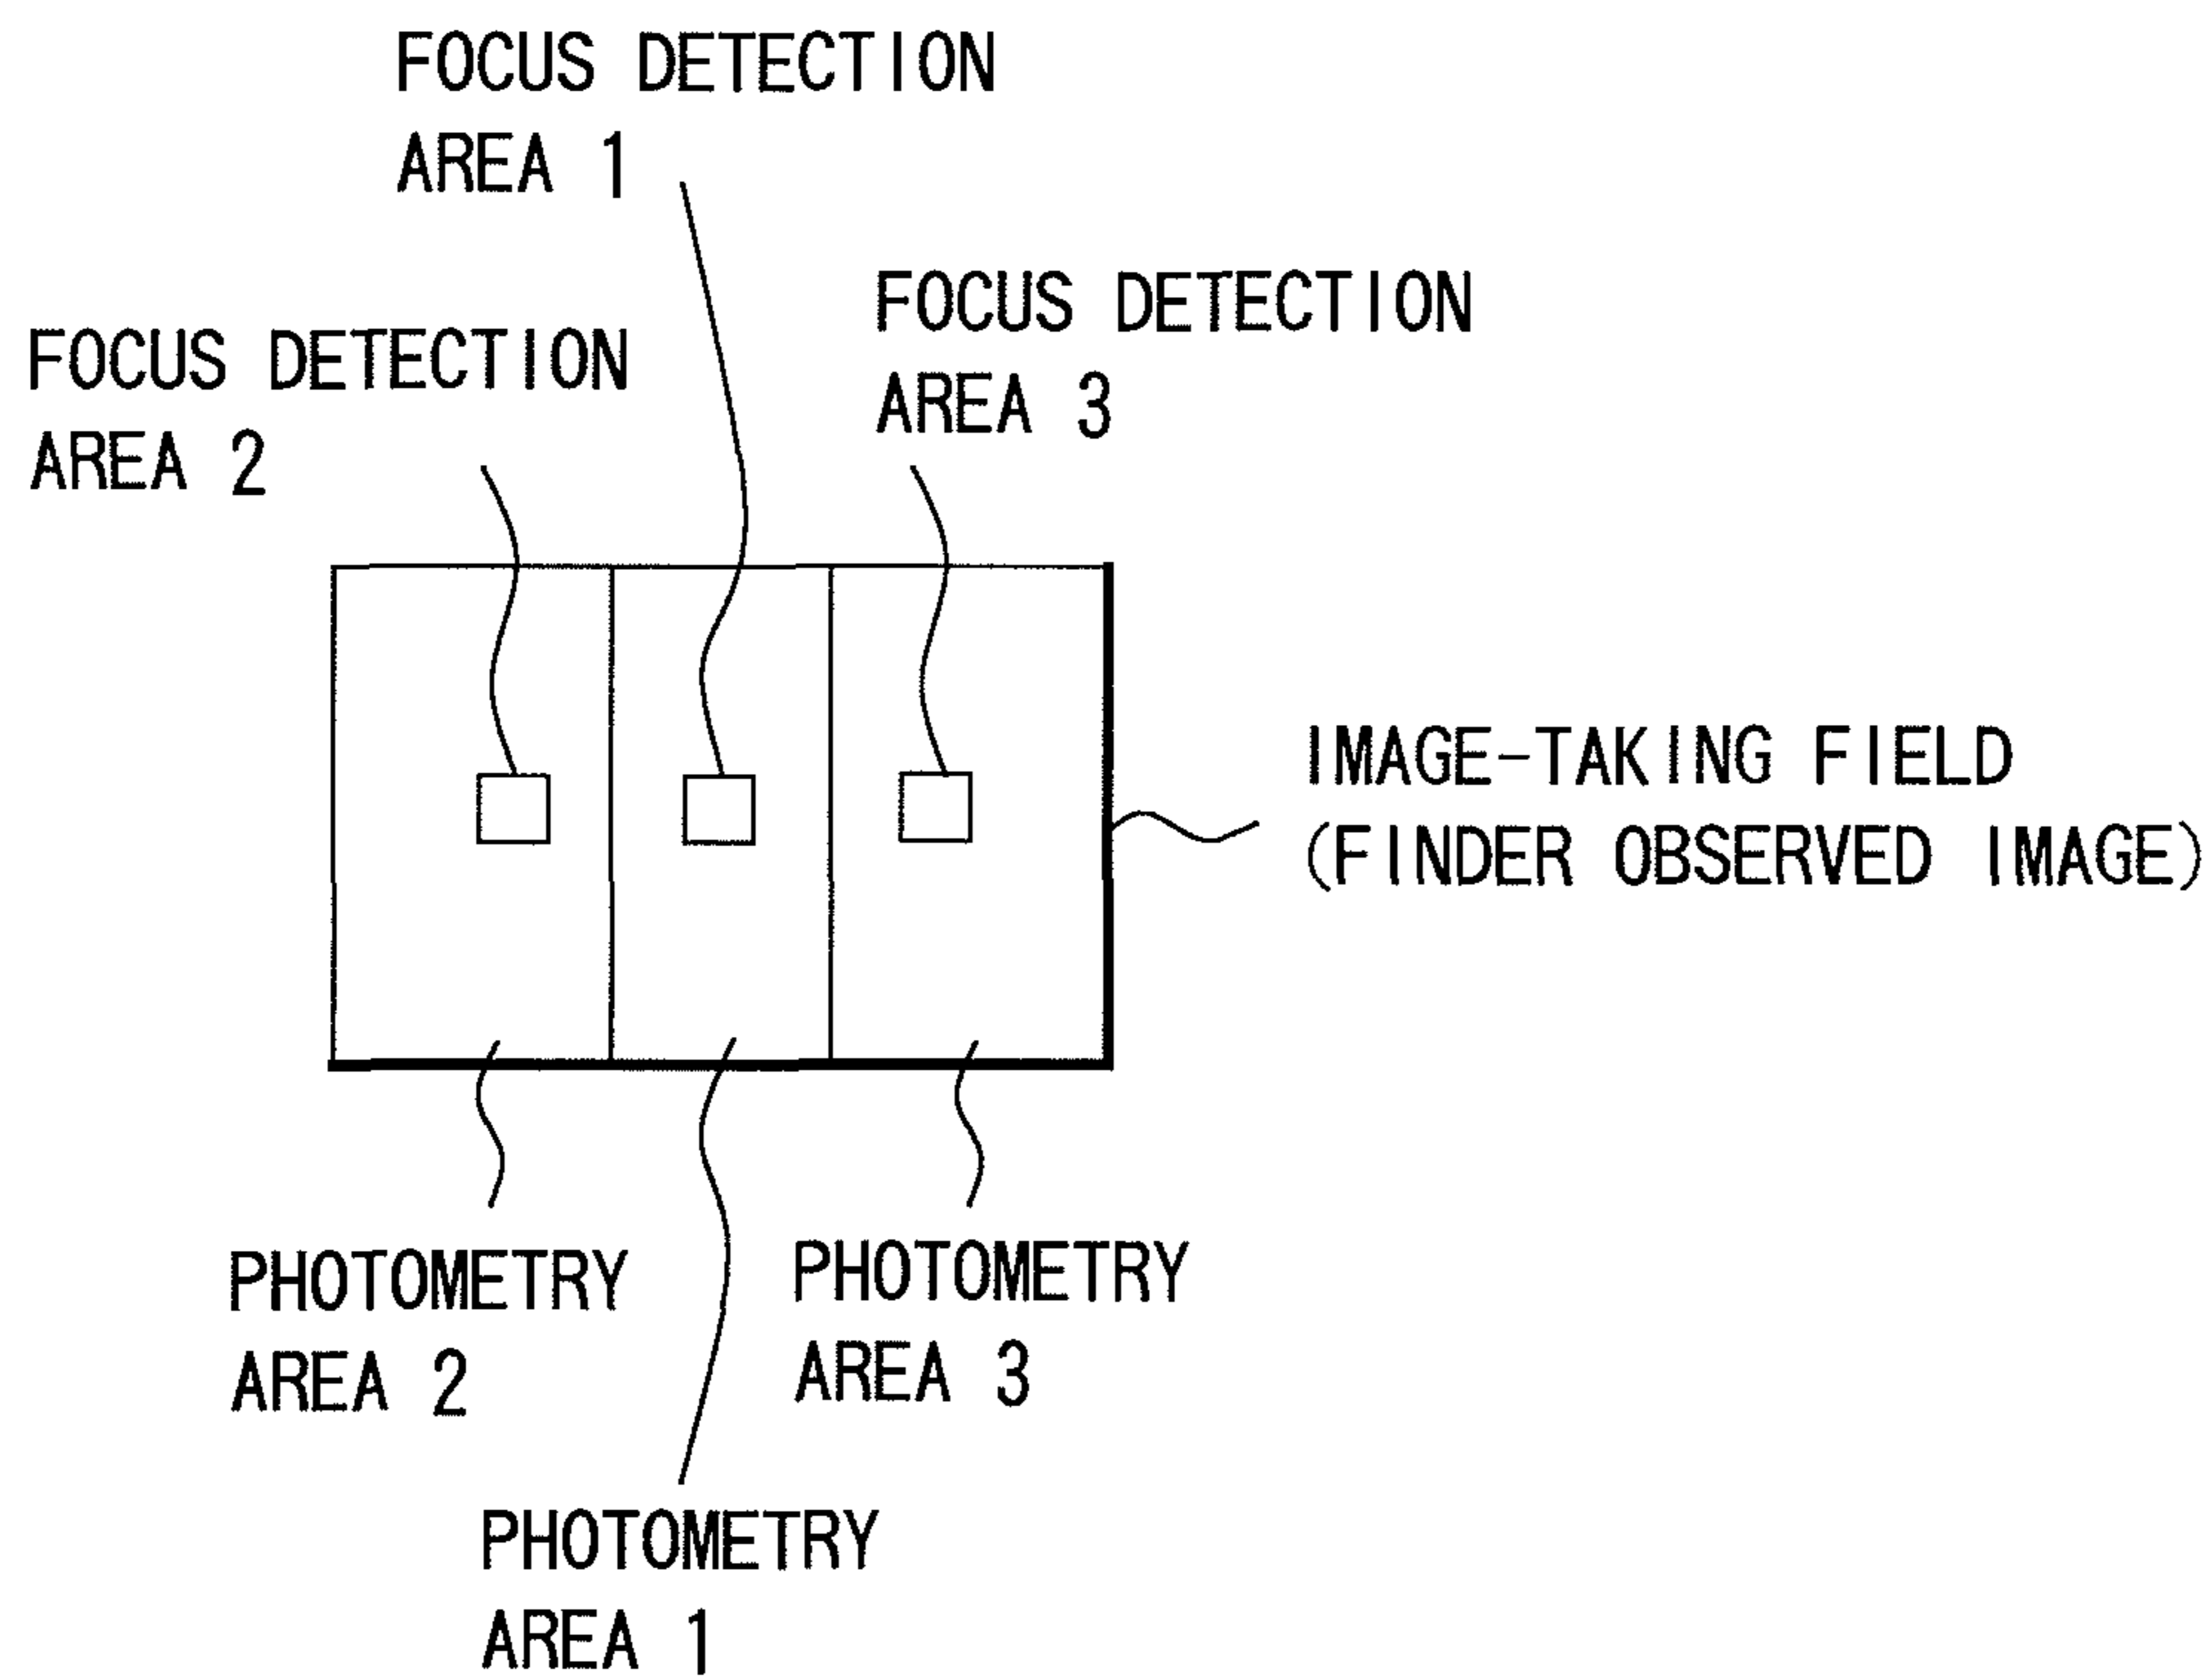 FOCUS DETECTION
AREA 1
FOCUS DETECTION
AREA 3
FOCUS DETECTION
AREA 2
IMAGE-TAKING FIELD
(FINDER OBSERVED IMAGE)
PHOTOMETRY
AREA 2
PHOTOMETRY
AREA 3
PHOTOMETRY
AREA 1